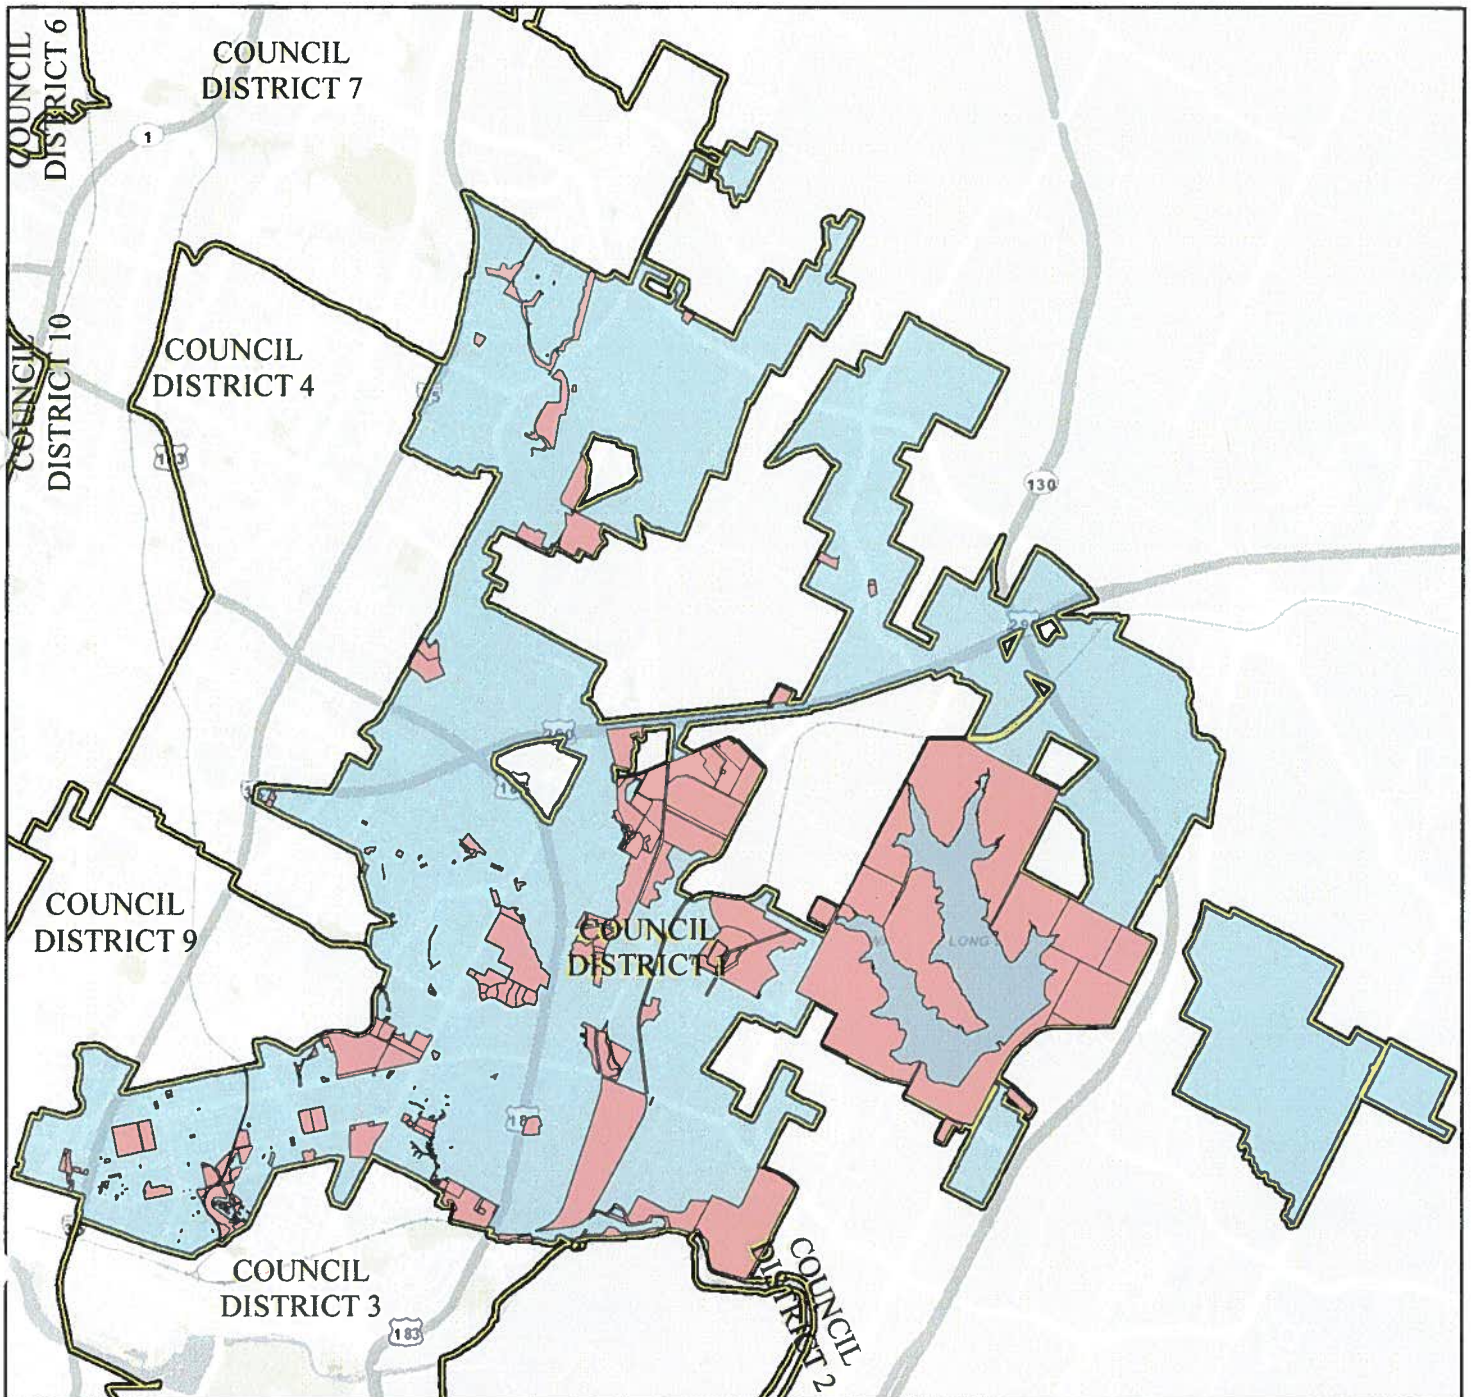 COUNCIL
DISTRICT 6
COUNCIL
DISTRICT 7
1
COUNCIL
DISTRICT 10
COUNCIL
DISTRICT 4
130
290
COUNCIL
DISTRICT 9
COUNCIL
DISTRICT 1
LONG
COUNCIL
DISTRICT 3
183
COUNCIL
DISTRICT 2